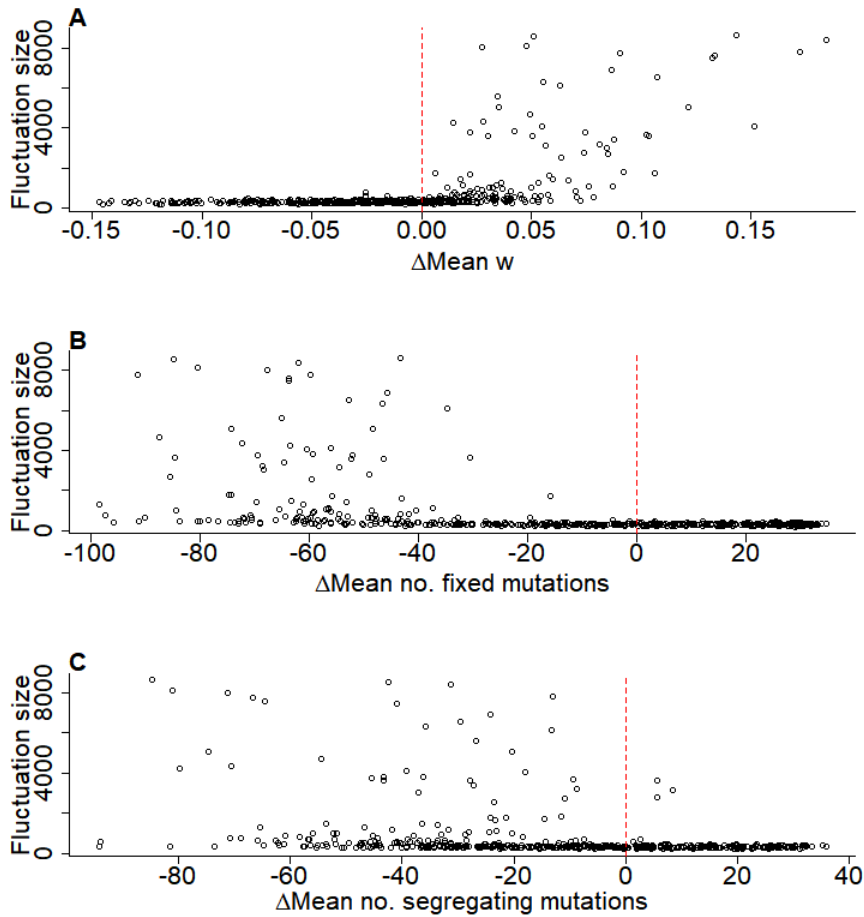 A
Fluctuation size
0 4000 8000
-0.15 -0.10 -0.05 0.00 0.05 0.10 0.15
ΔMean w
B
Fluctuation size
0 4000 8000
-100 -80 -60 -40 -20 0 20
ΔMean no. fixed mutations
C
Fluctuation size
0 4000 8000
-80 -60 -40 -20 0 20 40
ΔMean no. segregating mutations